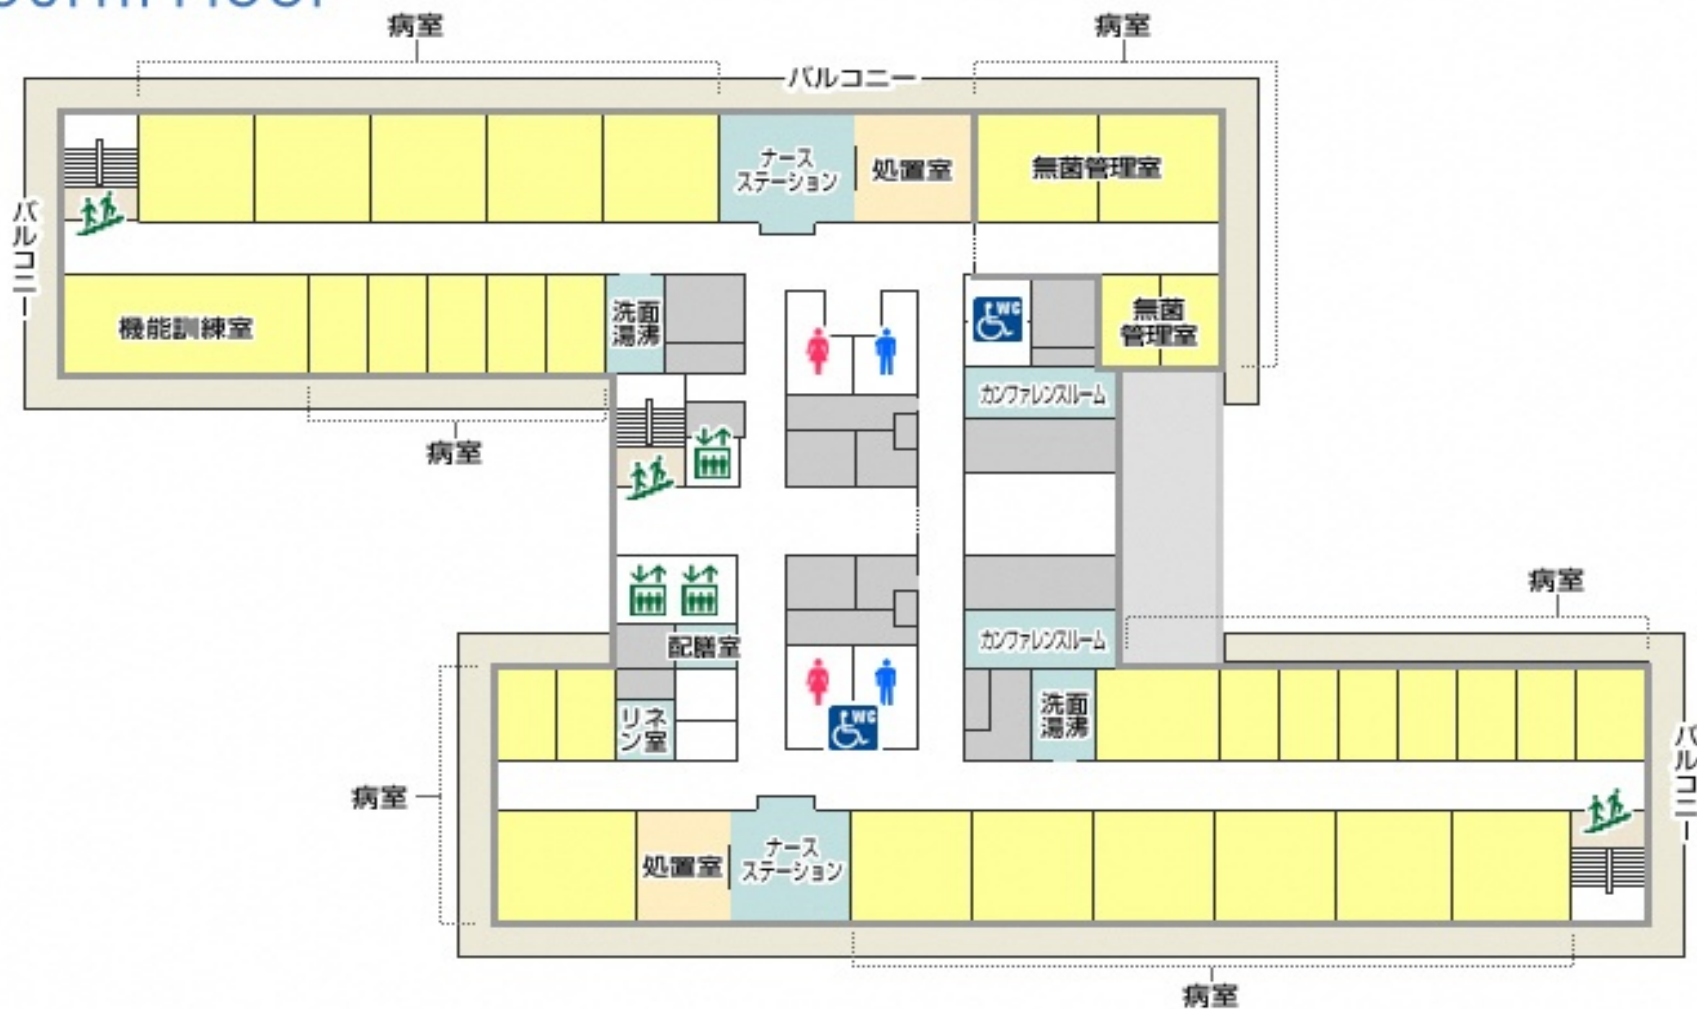 病室
病室
バルコニー
ナース
ステーション
処置室
無菌管理室
バルコニー
機能訓練室
洗面
湯沸
WC
無菌
管理室
カンファレンスルーム
病室
病室
配膳室
カンファレンスルーム
リネ
ン室
WC
洗面
湯沸
バルコニー
病室
処置室
ナース
ステーション
病室